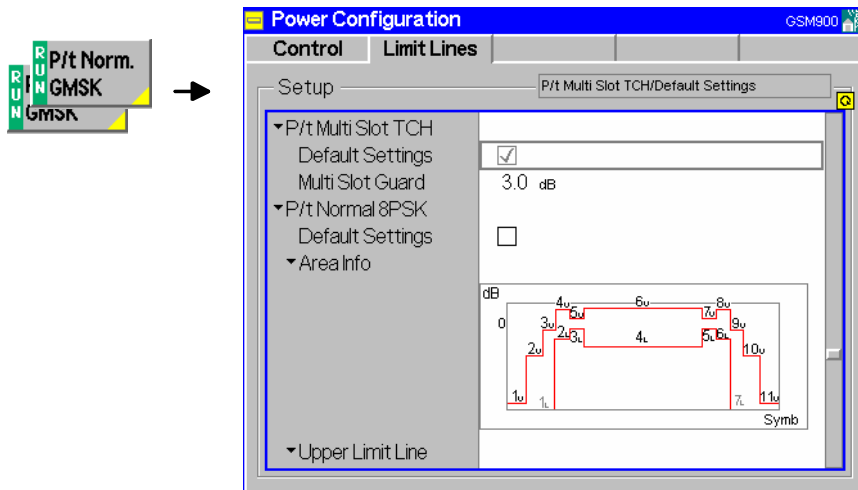 Power Configuration
GSM900
Control
Limit Lines
RUN
P/t Norm.
GMSK
RUN
GMSK
Setup
P/t Multi Slot TCH/Default Settings
P/t Multi Slot TCH
Default Settings
Multi Slot Guard
3.0 dB
P/t Normal 8PSK
Default Settings
Area Info
dB
4U
6U
8U
5U
7U
0
3U
2U
3L
4L
5L
6L
9U
2U
10U
1U
1L
7L
11U
Symb
Upper Limit Line